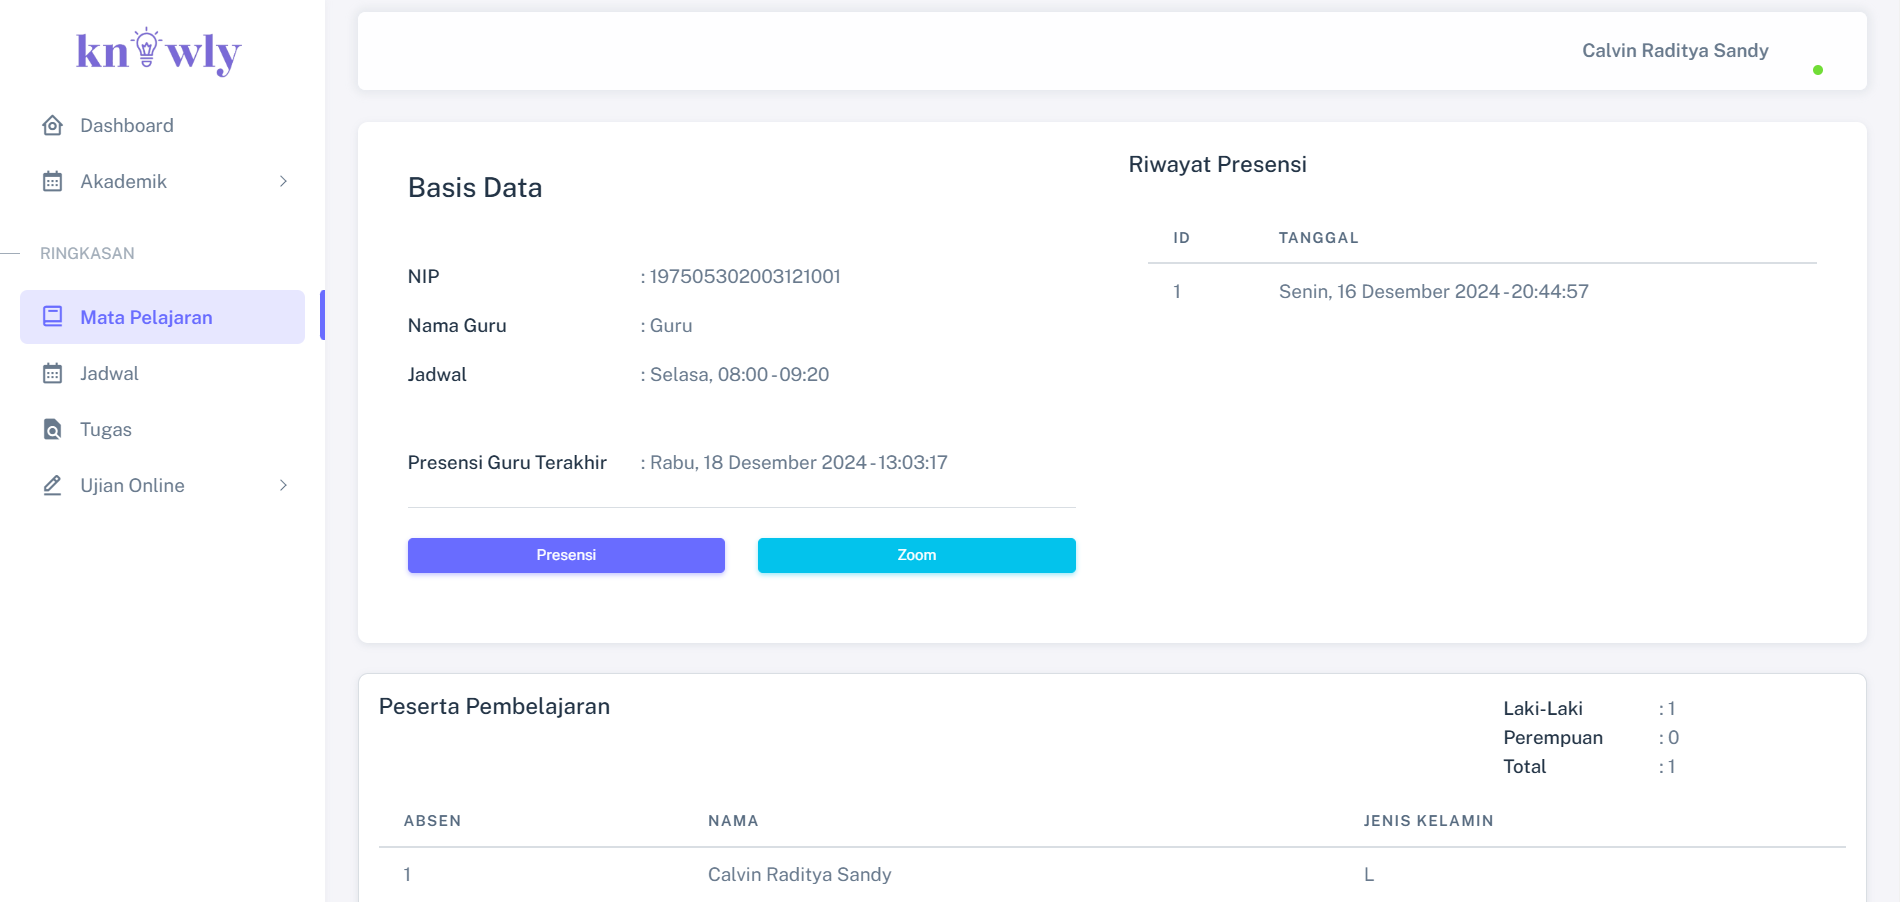 knowly
Dashboard
Akademik
RINGKASAN
Mata Pelajaran
Jadwal
Tugas
Ujian Online
Calvin Raditya Sandy
Basis Data
NIP : 197505302003121001
Nama Guru : Guru
Jadwal : Selasa, 08:00 - 09:20
Presensi Guru Terakhir : Rabu, 18 Desember 2024 - 13:03:17
Presensi Zoom
Riwayat Presensi
ID TANGGAL
1 Senin, 16 Desember 2024 - 20:44:57
Peserta Pembelajaran
Laki-Laki : 1
Perempuan : 0
Total : 1
ABSEN NAMA JENIS KELAMIN
1 Calvin Raditya Sandy L